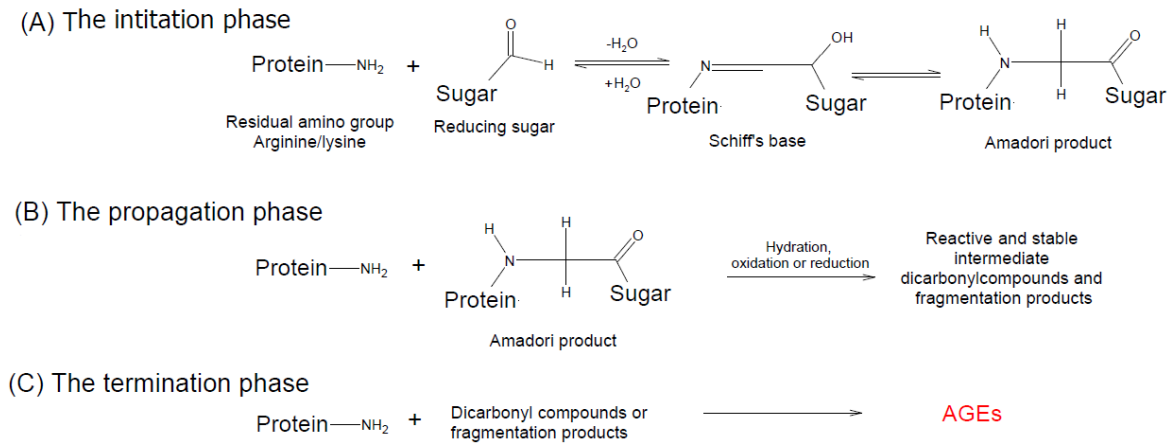 (A) The intitation phase
Protein—NH₂ + O H Sugar
-H₂O
+H₂O
N OH Protein. Sugar
H H N O Protein. H Sugar
Residual amino group
Arginine/lysine
Reducing sugar
Schiff's base
Amadori product
(B) The propagation phase
Protein—NH₂ + H H N O Protein. H Sugar
Amadori product
Hydration,
oxidation or reduction
Reactive and stable
intermediate
dicarbonylcompounds and
fragmentation products
(C) The termination phase
Protein—NH₂ + Dicarbonyl compounds or
fragmentation products
AGEs